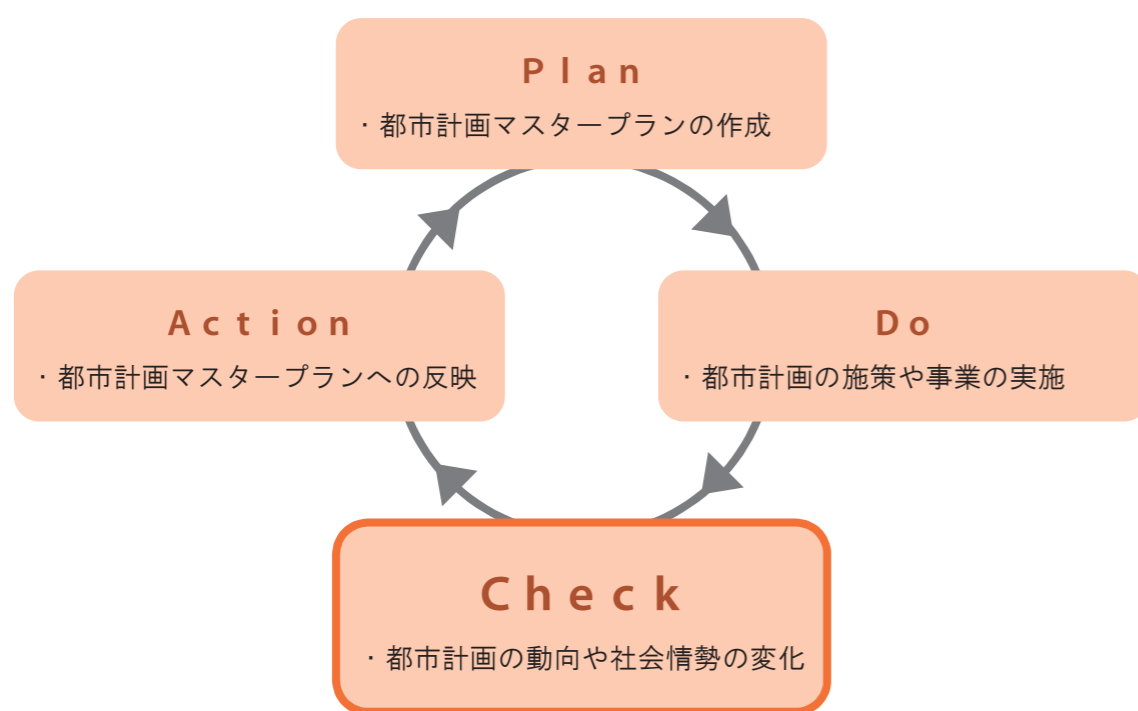 Plan
・都市計画マスタープランの作成
Action
・都市計画マスタープランへの反映
Do
・都市計画の施策や事業の実施
Check
・都市計画の動向や社会情勢の変化